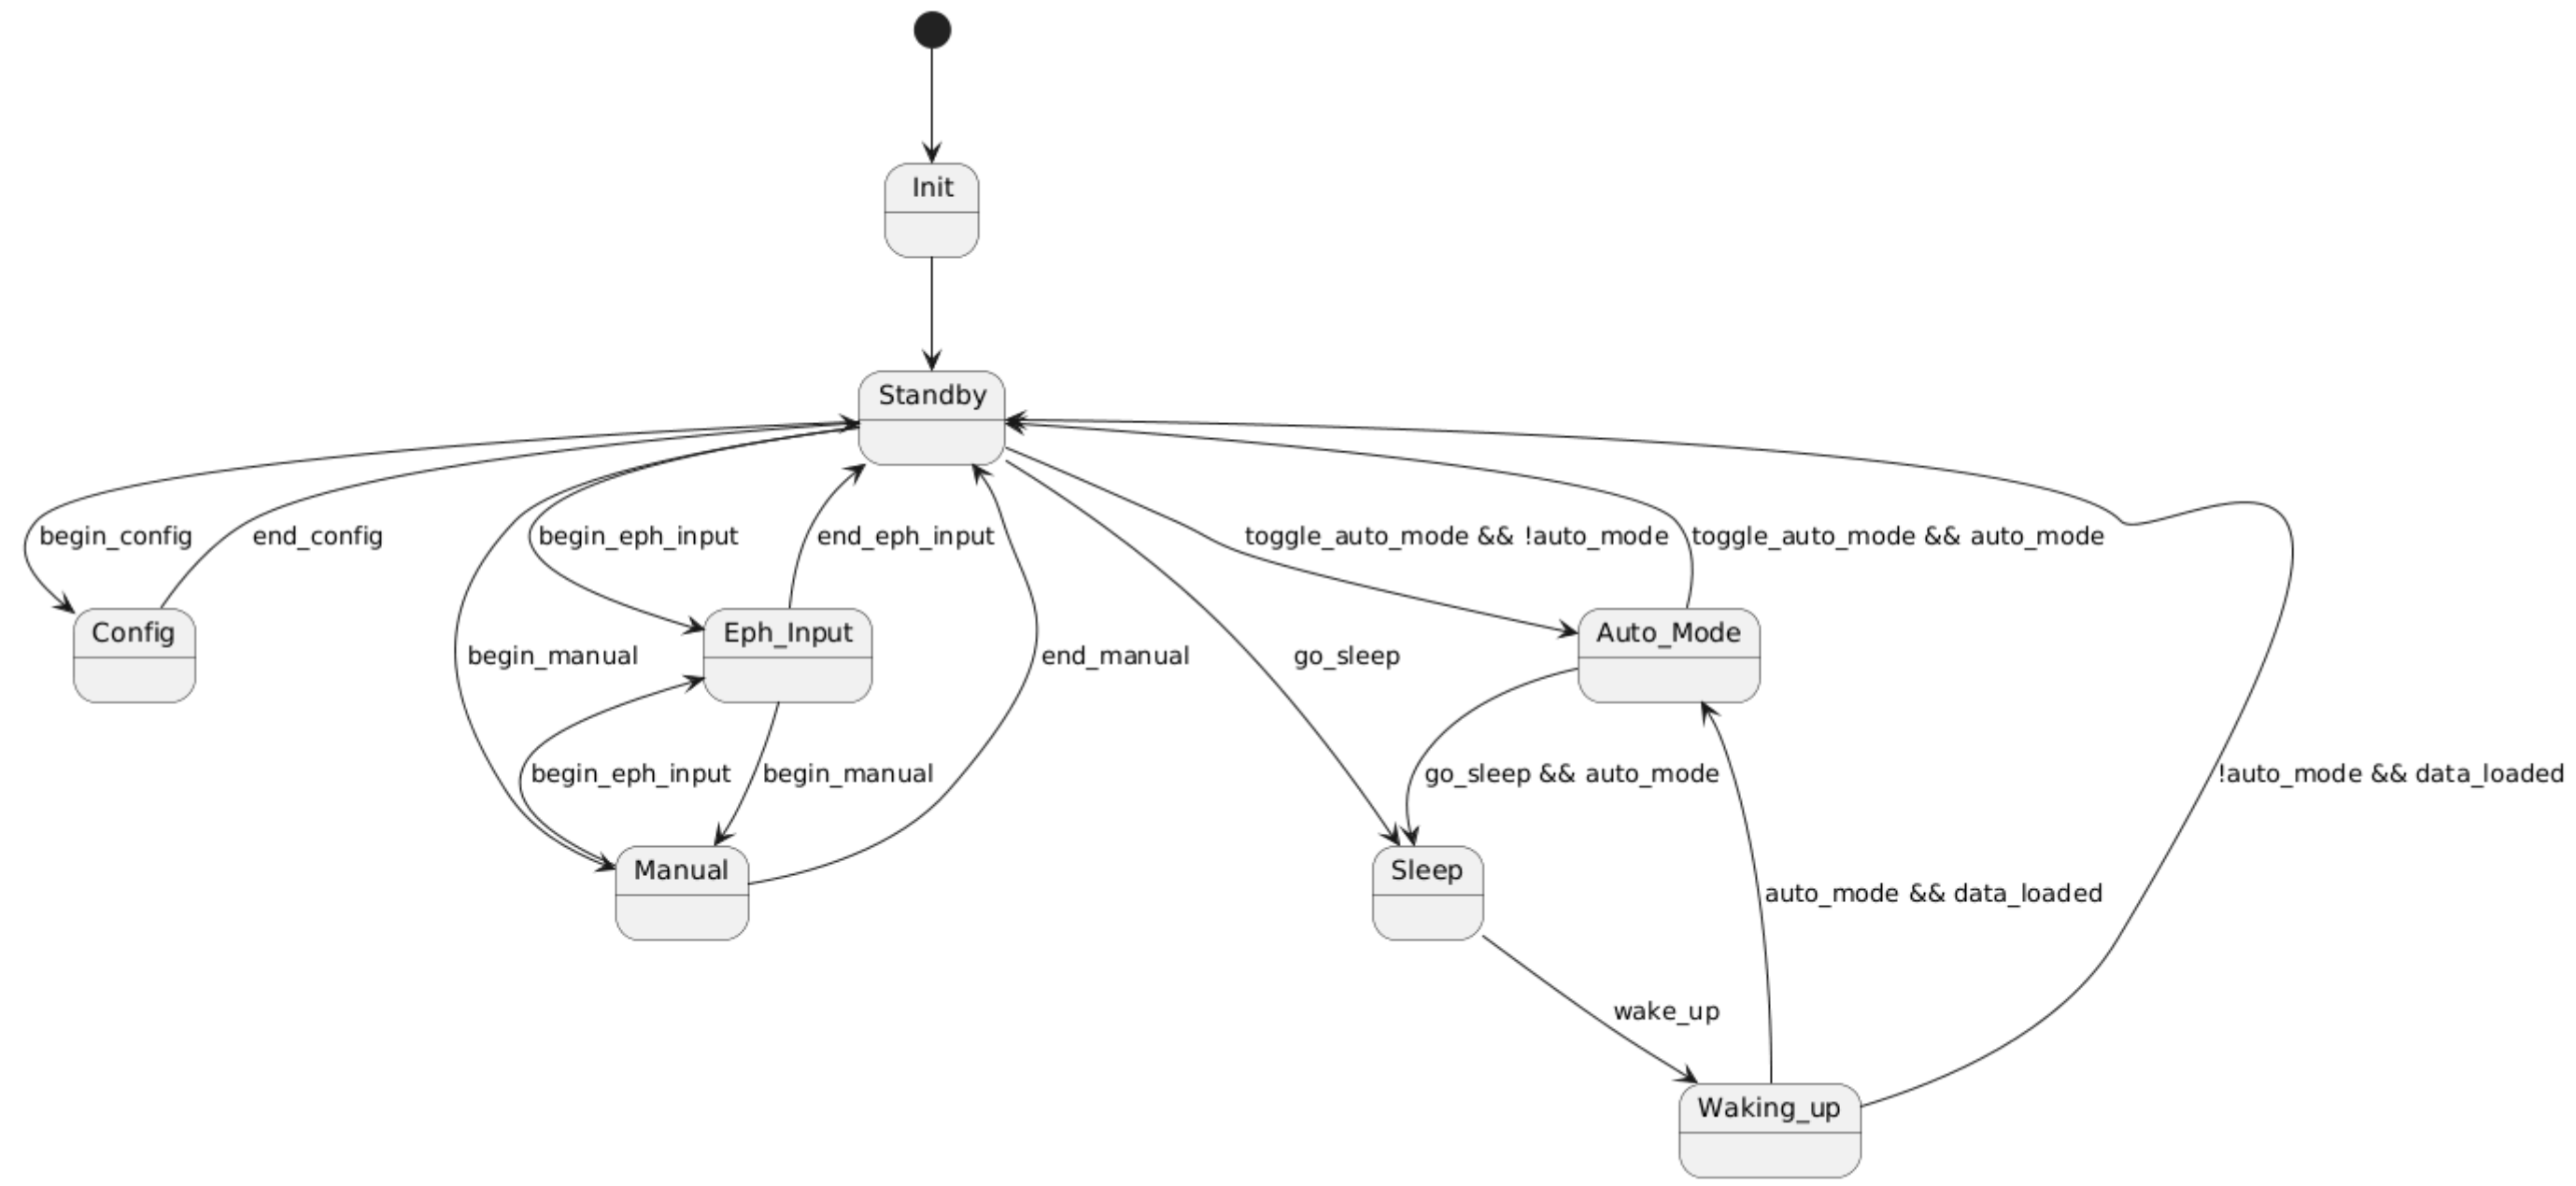 Init
Standby
begin_config
end_config
begin_eph_input
end_eph_input
toggle_auto_mode && !auto_mode
toggle_auto_mode && auto_mode
Config
Eph_Input
Auto_Mode
begin_manual
end_manual
go_sleep
begin_eph_input
begin_manual
go_sleep && auto_mode
!auto_mode && data_loaded
Manual
Sleep
auto_mode && data_loaded
wake_up
Waking_up